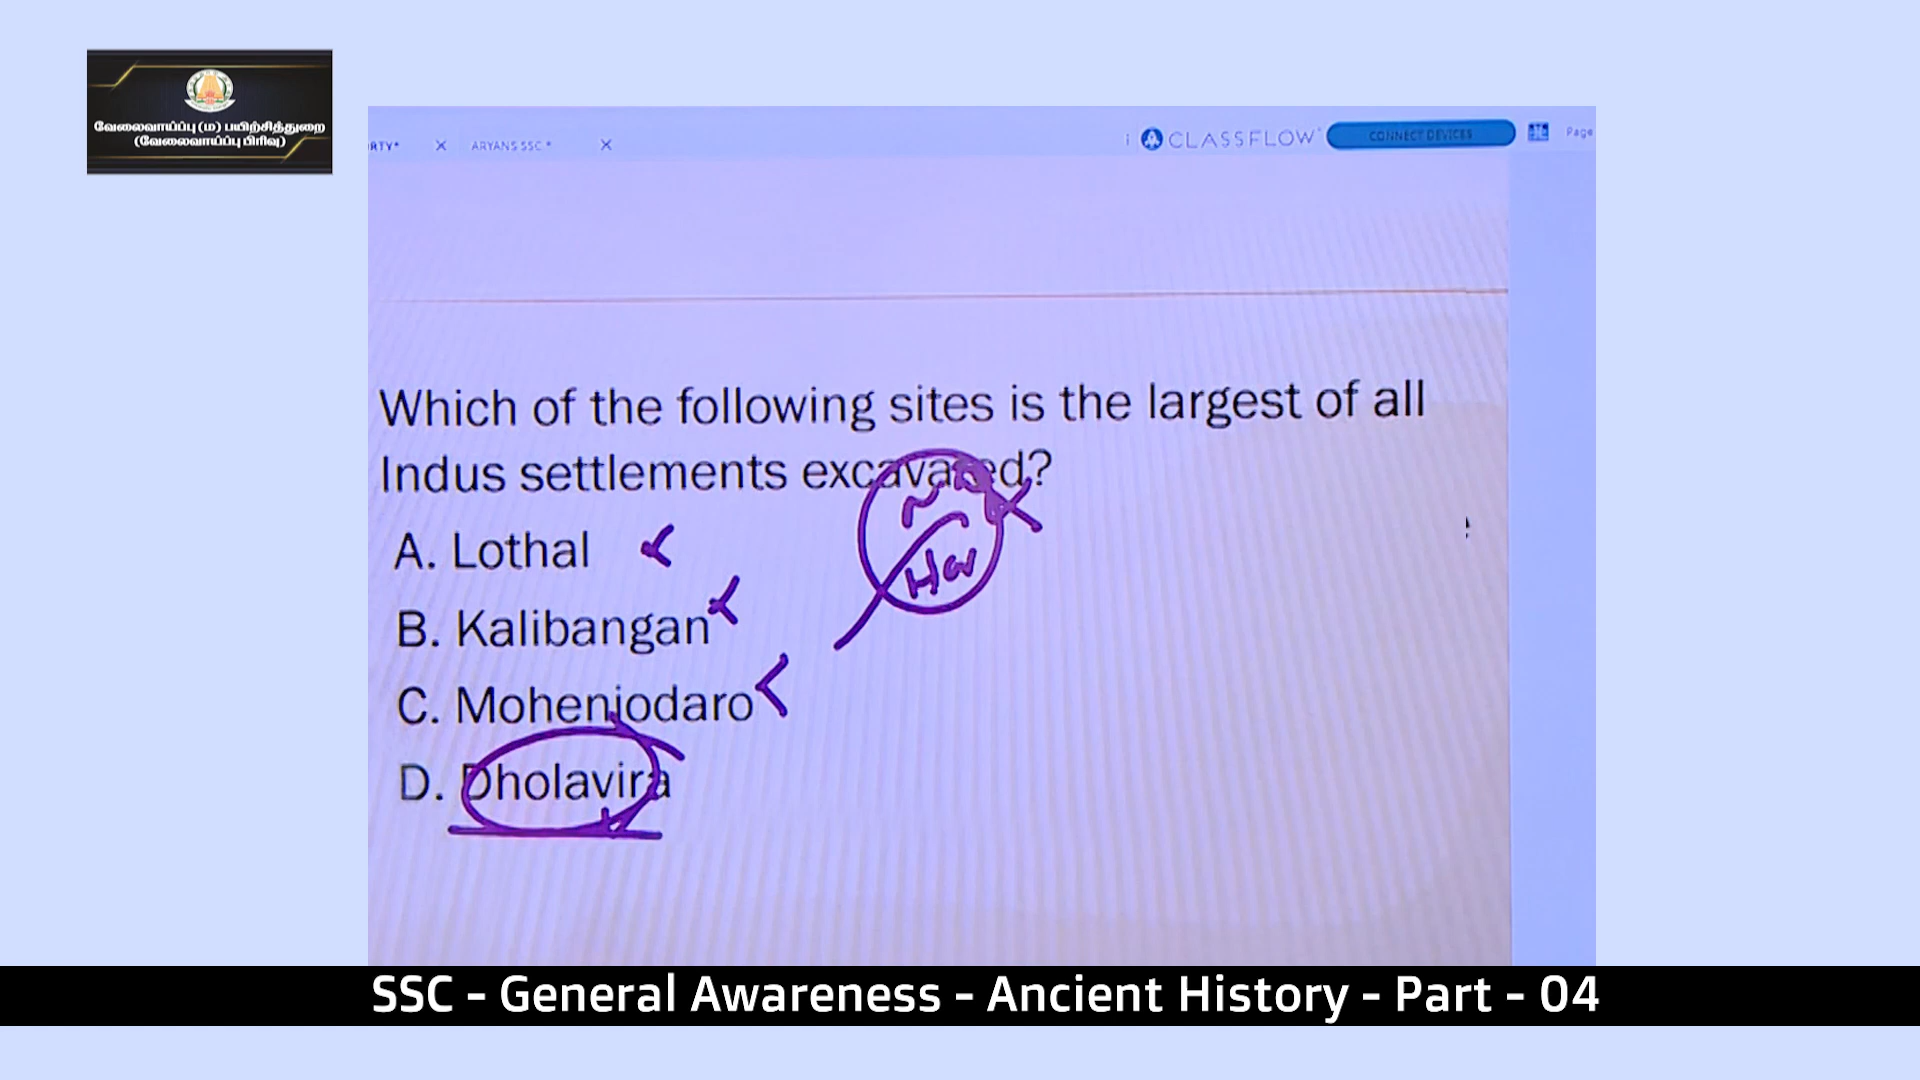 வேலைவாய்ப்பு (ம) பயிற்சித்துறை
(வேலைவாய்ப்பு பிரிவு)
RTY* ARYANS SSC * CLASSFLOW CONNECT DEVICES Page
Which of the following sites is the largest of all
Indus settlements excavated?
A. Lothal
B. Kalibangan
C. Mohenjodaro
D. Dholavira
SSC - General Awareness - Ancient History - Part - 04